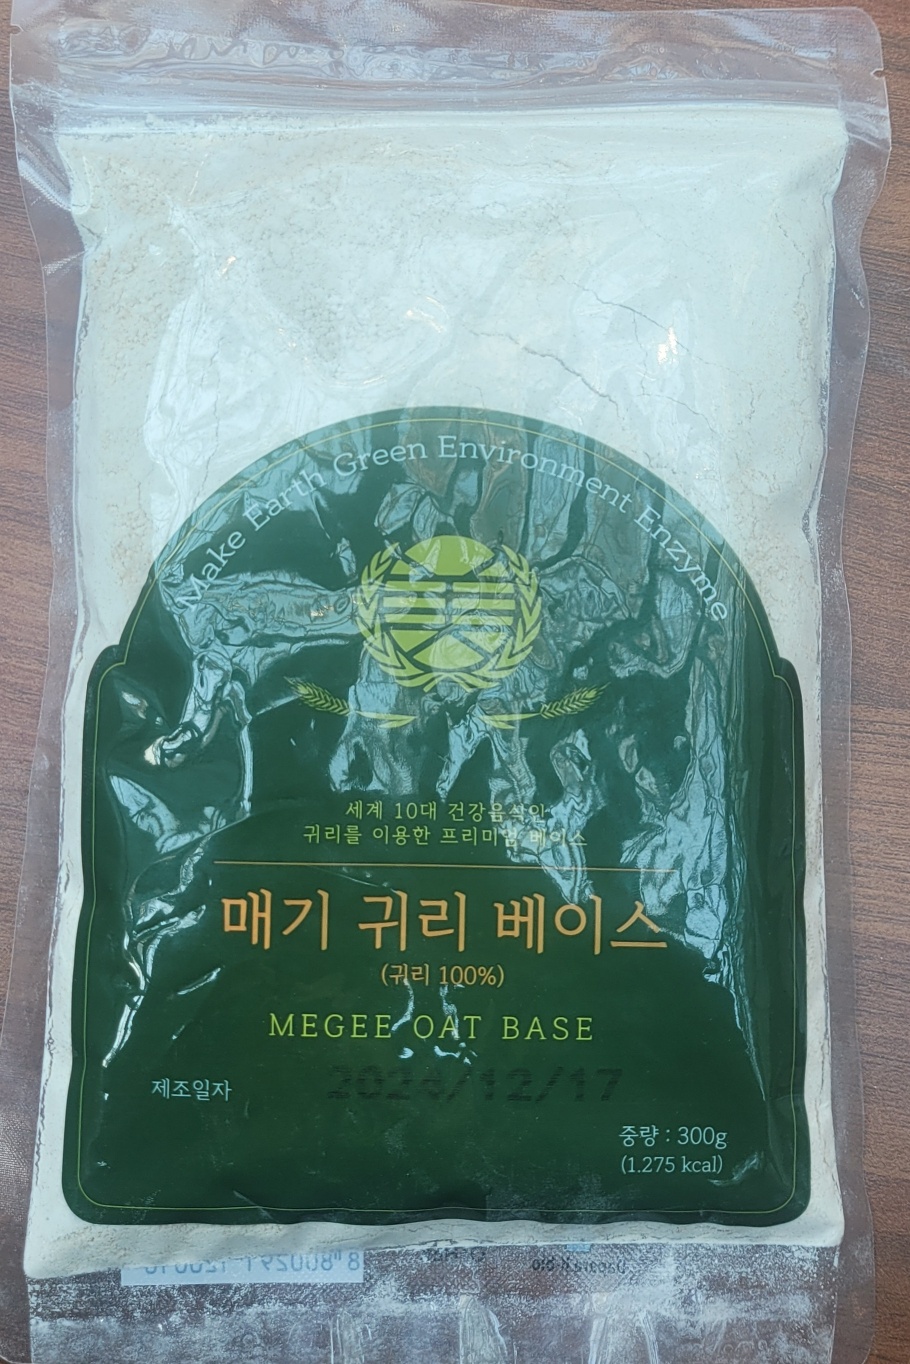 Make Earth Green Environment Enzyme
세계 10대 건강음식인
귀리를 이용한 프리미엄 베이스
매기 귀리 베이스
(귀리 100%)
MEGEE OAT BASE
제조일자 2024/12/17
중량 : 300g
(1.275 kcal)